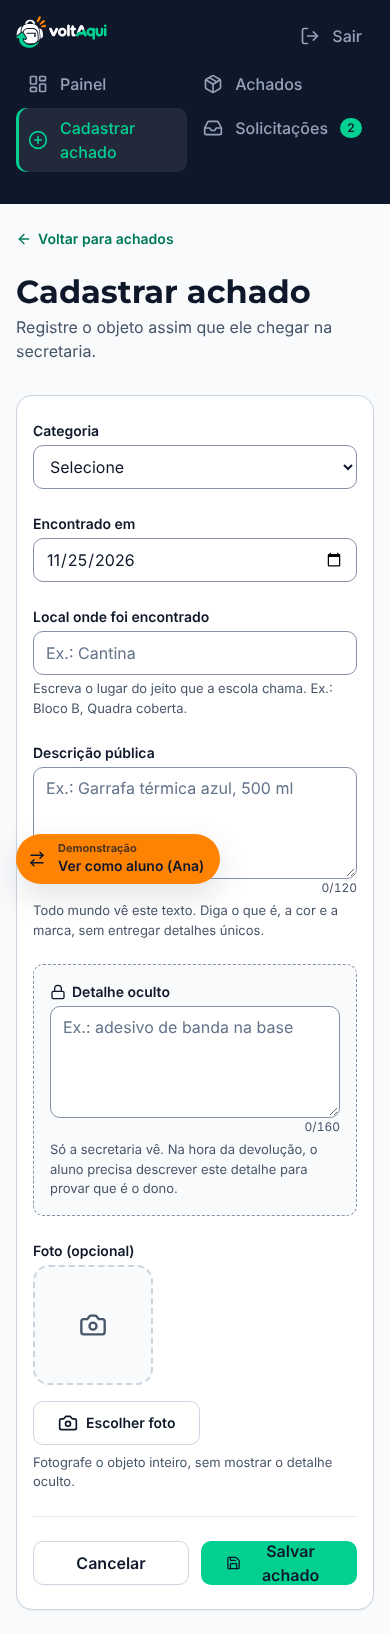 voltAqui
Sair
Painel
Achados
Cadastrar
achado
Solicitações 2
Voltar para achados
Cadastrar achado
Registre o objeto assim que ele chegar na
secretaria.
Categoria
Selecione
Encontrado em
11/25/2026
Local onde foi encontrado
Ex.: Cantina
Escreva o lugar do jeito que a escola chama. Ex.:
Bloco B, Quadra coberta.
Descrição pública
Ex.: Garrafa térmica azul, 500 ml
Demonstração
Ver como aluno (Ana)
0/120
Todo mundo vê este texto. Diga o que é, a cor e a
marca, sem entregar detalhes únicos.
Detalhe oculto
Ex.: adesivo de banda na base
0/160
Só a secretaria vê. Na hora da devolução, o
aluno precisa descrever este detalhe para
provar que é o dono.
Foto (opcional)
Escolher foto
Fotografe o objeto inteiro, sem mostrar o detalhe
oculto.
Cancelar
Salvar
achado